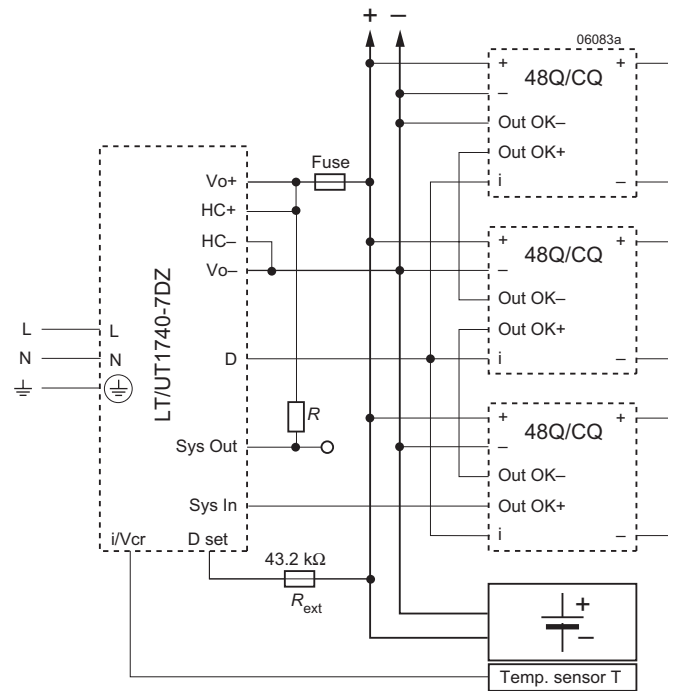 + –
06083a
+ 48Q/CQ +
–
Out OK–
Out OK+
i –
Fuse
Vo+
HC+
HC–
Vo–
+ 48Q/CQ +
–
Out OK–
Out OK+
i –
LT/UT1740-7DZ
L L
N N
D
R
+ 48Q/CQ +
–
Out OK–
Out OK+
i –
Sys Out
Sys In
i/Vcr D set
43.2 kΩ
Rext
+
–
Temp. sensor T